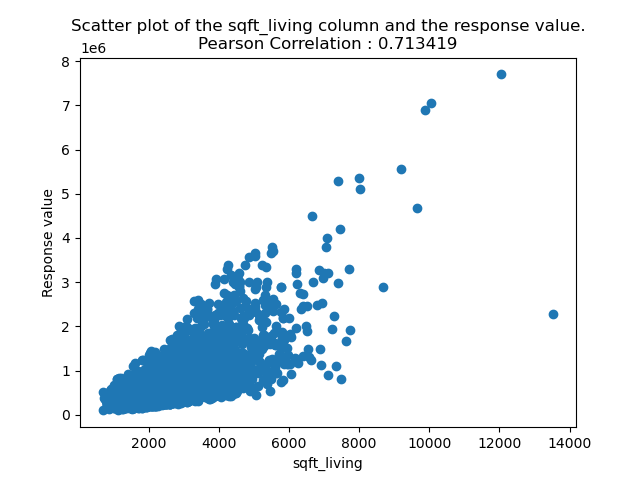 Scatter plot of the sqft_living column and the response value.
Pearson Correlation : 0.713419
1e6
8
7
6
5
4
3
2
1
0
Response value
2000 4000 6000 8000 10000 12000 14000
sqft_living